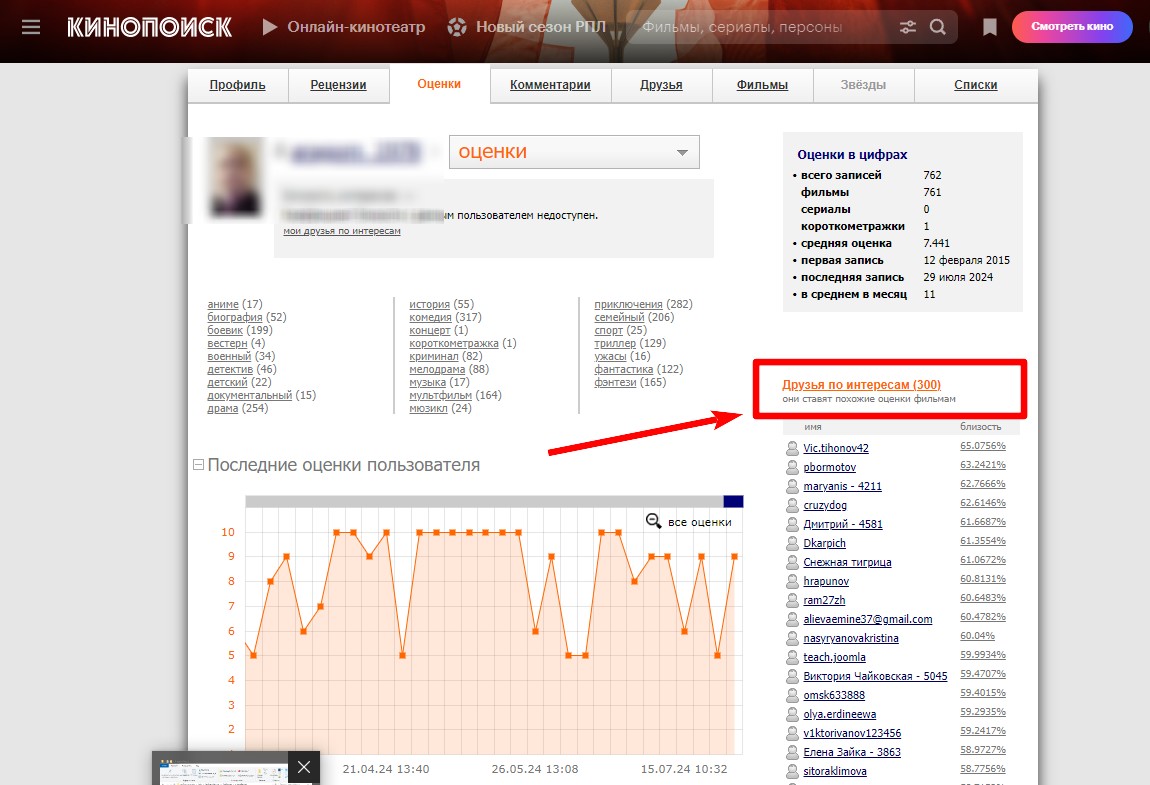 КИНОПОИСК Онлайн-кинотеатр Новый сезон РПЛ Фильмы, сериалы, персоны Смотреть кино
Профиль Рецензии Оценки Комментарии Друзья Фильмы Звёзды Списки
оценки
пользователем недоступен.
мои друзья по интересам
Оценки в цифрах
• всего записей 762
фильмы 761
сериалы 0
короткометражки 1
• средняя оценка 7.441
• первая запись 12 февраля 2015
• последняя запись 29 июля 2024
• в среднем в месяц 11
аниме (17)
биография (52)
боевик (199)
вестерн (4)
военный (34)
детектив (46)
детский (22)
документальный (15)
драма (254)
история (55)
комедия (317)
концерт (1)
короткометражка (1)
криминал (82)
мелодрама (88)
музыка (17)
мультфильм (164)
мюзикл (24)
приключения (282)
семейный (206)
спорт (25)
триллер (129)
ужасы (16)
фантастика (122)
фэнтези (165)
Друзья по интересам (300)
они ставят похожие оценки фильмам
имя близость
Vic.tihonov42 65.0756%
pbormotov 63.2421%
maryanis - 4211 62.7666%
cruzydog 62.6146%
Дмитрий - 4581 61.6687%
Dkarpich 61.3554%
Снежная тигрица 61.0672%
hrapunov 60.8131%
ram27zh 60.6483%
alievaemine37@gmail.com 60.4782%
nasyryanovakristina 60.04%
teach.joomla 59.9934%
Виктория Чайковская - 5045 59.4707%
omsk633888 59.4015%
olya.erdineewa 59.2935%
v1ktorivanov123456 59.2417%
Елена Зайка - 3863 58.9727%
sitoraklimova 58.7756%
Последние оценки пользователя
все оценки
10
9
8
7
6
5
4
3
2
21.04.24 13:40 26.05.24 13:08 15.07.24 10:32